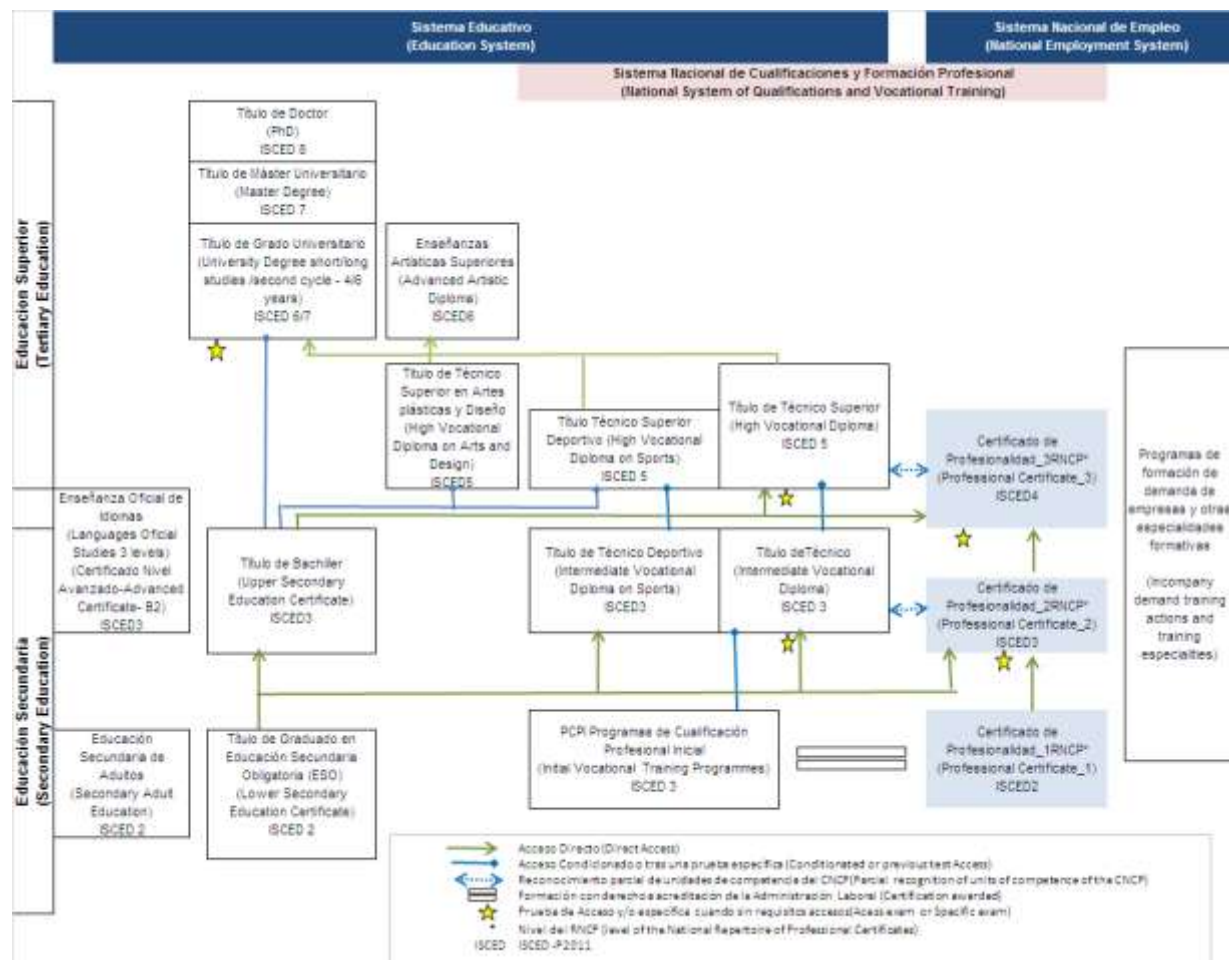 Sistema Educativo
(Education System)
Sistema Nacional de Empleo
(National Employment System)
Sistema Nacional de Cualificaciones y Formación Profesional
(National System of Qualifications and Vocational Training)
Educacion Superior
(Tertiary Education)
Título de Doctor
(PhD)
ISCED 8
Título de Máster Universitario
(Master Degree)
ISCED 7
Título de Grado Universitario
(University Degree short/long
studies /second cycle - 4/6
years)
ISCED 6/7
Enseñanzas
Artísticas Superiores
(Advanced Artistic
Diploma)
ISCED6
Título de Técnico
Superior en Artes
plásticas y Diseño
(High Vocational
Diploma on Arts and
Design)
ISCED5
Título Técnico Superior
Deportivo (High Vocational
Diploma on Sports)
ISCED 5
Título de Técnico Superior
(High Vocational Diploma)
ISCED 5
Certificado de
Profesionalidad_3RNCP*
(Professional Certificate_3)
ISCED4
Programas de
formación de
demanda de
empresas y otras
especialidades
formativas
(Incompany
demand training
actions and
training
especialities)
Educación Secundaria
(Secondary Education)
Enseñanza Oficial de
Idiomas
(Languages Oficial
Studies 3 levels)
(Certificado Nivel
Avanzado-Advanced
Certificate- B2)
ISCED3
Título de Bachiller
(Upper Secondary
Education Certificate)
ISCED3
Título de Técnico Deportivo
(Intermediate Vocational
Diploma on Sports)
ISCED3
Título deTécnico
(Intermediate Vocational
Diploma)
ISCED 3
Certificado de
Profesionalidad_2RNCP*
(Professional Certificate_2)
ISCED3
Educación
Secundaria de
Adultos
(Secondary Adult
Education)
ISCED 2
Título de Graduado en
Educación Secundaria
Obligatoria (ESO)
(Lower Secondary
Education Certificate)
ISCED 2
PCPI Programas de Cualificación
Profesional Inicial
(Initial Vocational Training Programmes)
ISCED 3
Certificado de
Profesionalidad_1RNCP*
(Professional Certificate_1)
ISCED2
Acceso Directo (Direct Access)
Acceso Condicionado o tras una prueba específica (Conditionated or previous test Access)
Reconocimiento parcial de unidades de competencia del CNCP(Parcial recognition of units of competence of the CNCP)
Formación con derecho a acreditación de la Administración Laboral (Certification awarded)
Prueba de Acceso y/o específica cuando sin requisitos accesos(Acess exam or Specific exam)
* Nivel del RNCP (level of the National Repertoire of Professional Certificates)
ISCED ISCED -P2011